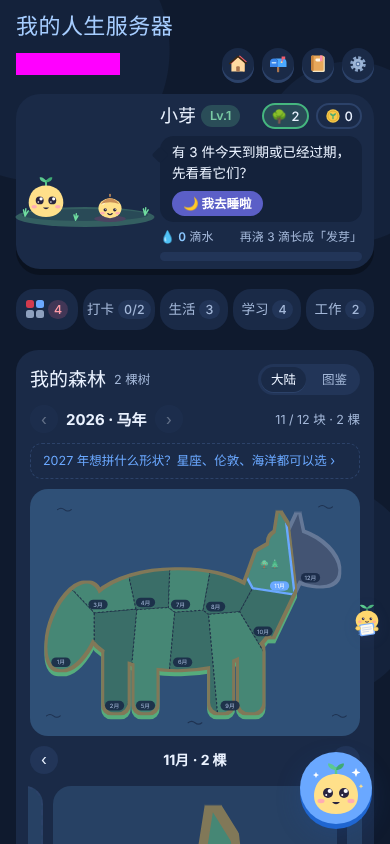 我的人生服务器
小芽 Lv.1 2 0
有 3 件今天到期或已经过期，
先看看它们？
我去睡啦
0 滴水 再浇 3 滴长成「发芽」
4 打卡 0/2 生活 3 学习 4 工作 2
我的森林 2 棵树 大陆 图鉴
‹ 2026 · 马年 › 11 / 12 块 · 2 棵
2027 年想拼什么形状？星座、伦敦、海洋都可以选 ›
12月
11月
3月 4月 7月 8月
10月
1月 6月
2月 5月 9月
‹ 11月 · 2 棵